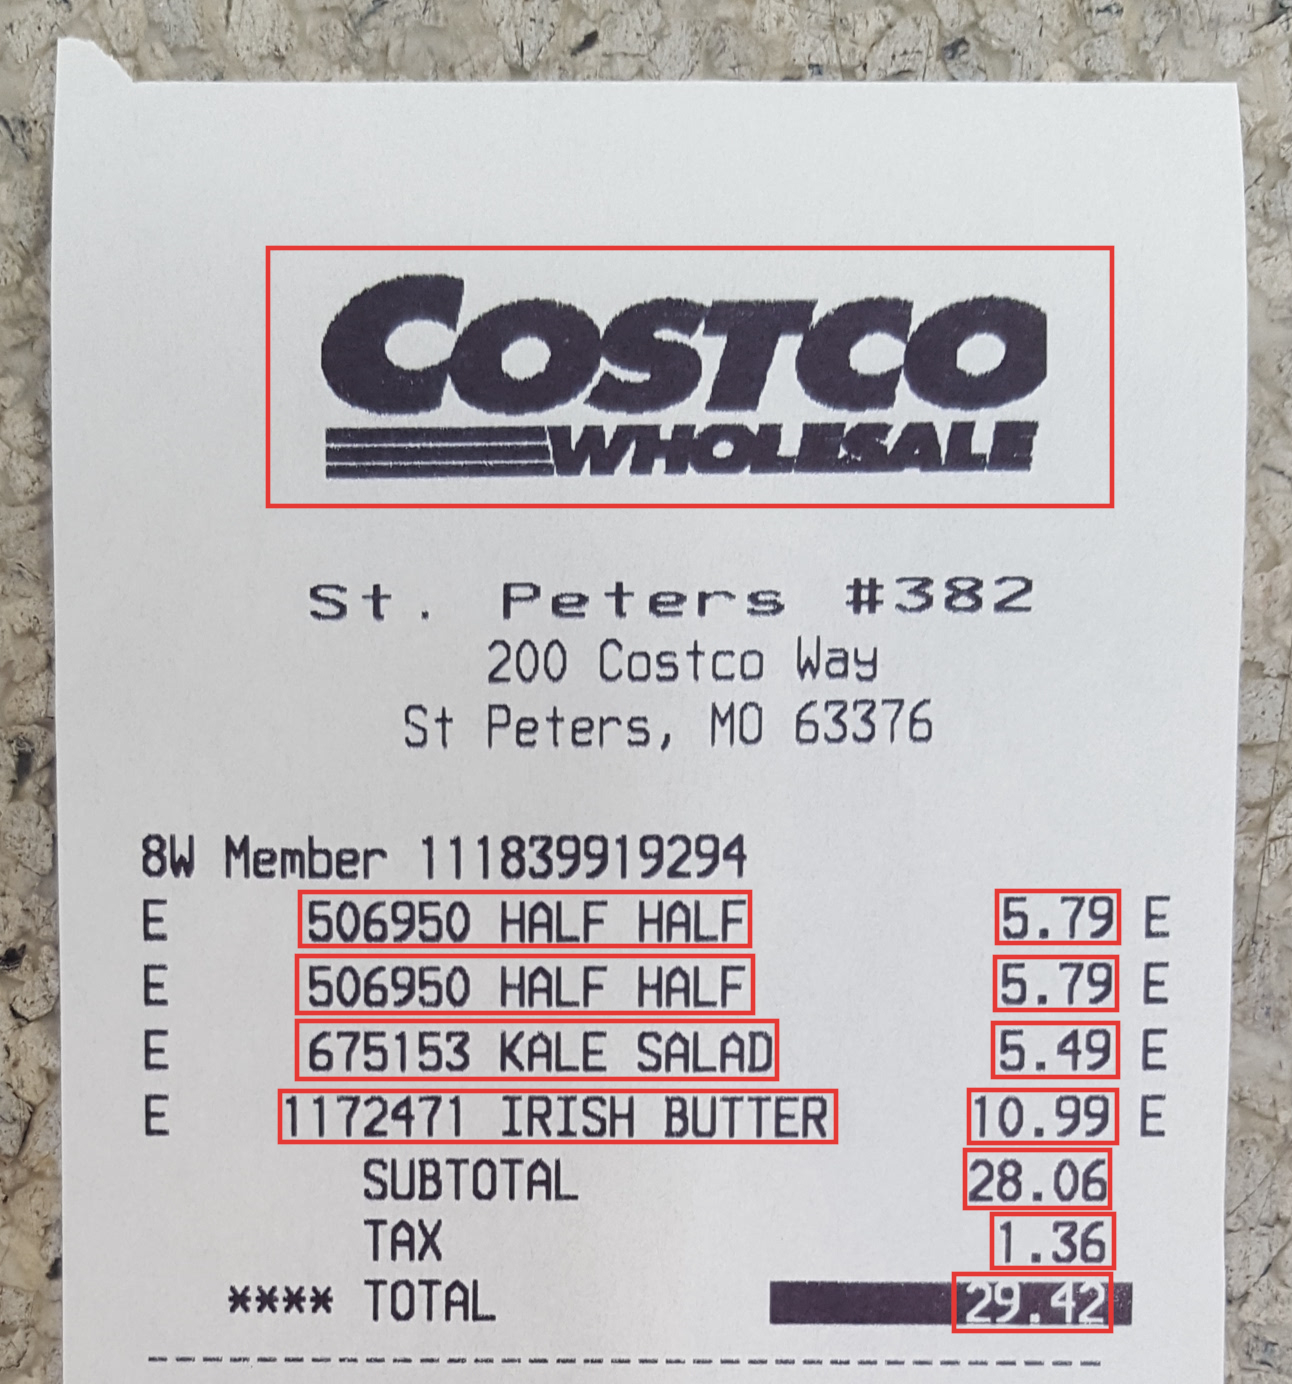 COSTCO
WHOLESALE
St. Peters #382
200 Costco Way
St Peters, MO 63376
8W Member 111839919294
E 506950 HALF HALF 5.79 E
E 506950 HALF HALF 5.79 E
E 675153 KALE SALAD 5.49 E
E 1172471 IRISH BUTTER 10.99 E
SUBTOTAL 28.06
TAX 1.36
**** TOTAL 29.42